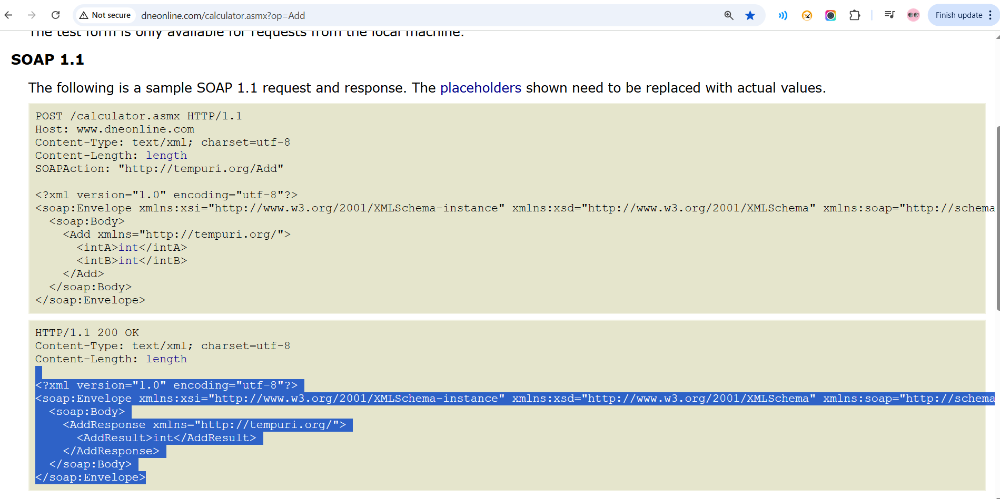 Not secure
dneonline.com/calculator.asmx?op=Add
Finish update
The test form is only available for requests from the local machine.
SOAP 1.1
The following is a sample SOAP 1.1 request and response. The placeholders shown need to be replaced with actual values.
POST /calculator.asmx HTTP/1.1
Host: www.dneonline.com
Content-Type: text/xml; charset=utf-8
Content-Length: length
SOAPAction: "http://tempuri.org/Add"
<?xml version="1.0" encoding="utf-8"?>
<soap:Envelope xmlns:xsi="http://www.w3.org/2001/XMLSchema-instance" xmlns:xsd="http://www.w3.org/2001/XMLSchema" xmlns:soap="http://schema
<soap:Body>
<Add xmlns="http://tempuri.org/">
<intA>int</intA>
<intB>int</intB>
</Add>
</soap:Body>
</soap:Envelope>
HTTP/1.1 200 OK
Content-Type: text/xml; charset=utf-8
Content-Length: length
<?xml version="1.0" encoding="utf-8"?>
<soap:Envelope xmlns:xsi="http://www.w3.org/2001/XMLSchema-instance" xmlns:xsd="http://www.w3.org/2001/XMLSchema" xmlns:soap="http://schema
<soap:Body>
<AddResponse xmlns="http://tempuri.org/">
<AddResult>int</AddResult>
</AddResponse>
</soap:Body>
</soap:Envelope>